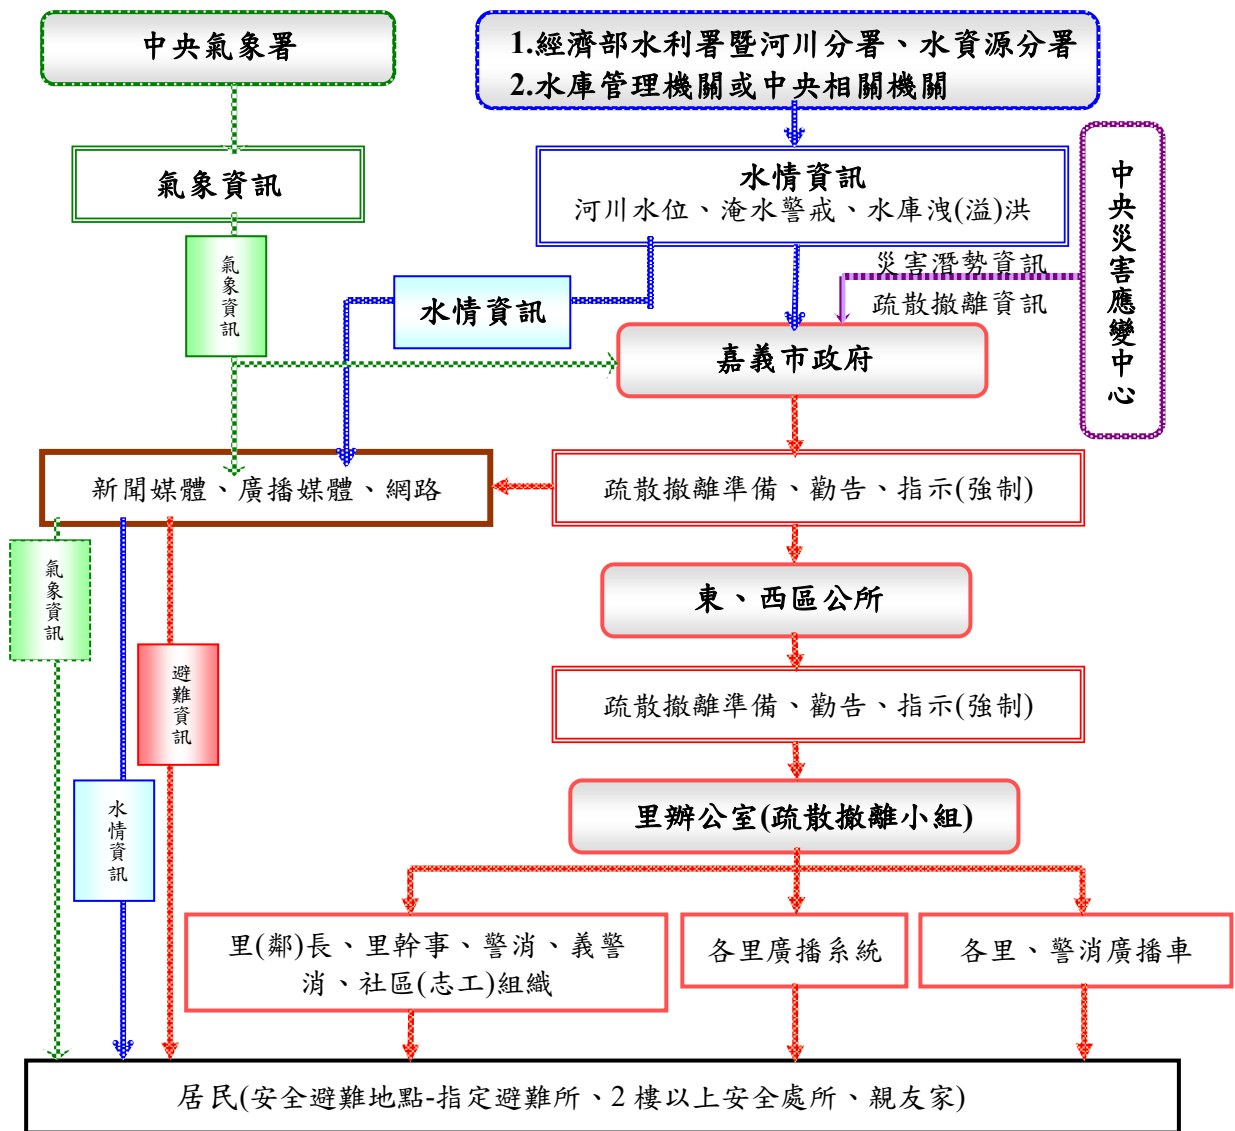 中央氣象署
1.經濟部水利署暨河川分署、水資源分署
2.水庫管理機關或中央相關機關
中央災害應變中心
氣象資訊
水情資訊
河川水位、淹水警戒、水庫洩(溢)洪
氣象資訊
水情資訊
災害潛勢資訊
疏散撤離資訊
嘉義市政府
新聞媒體、廣播媒體、網路
疏散撤離準備、勸告、指示(強制)
氣象資訊
東、西區公所
避難資訊
疏散撤離準備、勸告、指示(強制)
水情資訊
里辦公室(疏散撤離小組)
里(鄰)長、里幹事、警消、義警
消、社區(志工)組織
各里廣播系統
各里、警消廣播車
居民(安全避難地點-指定避難所、2 樓以上安全處所、親友家)